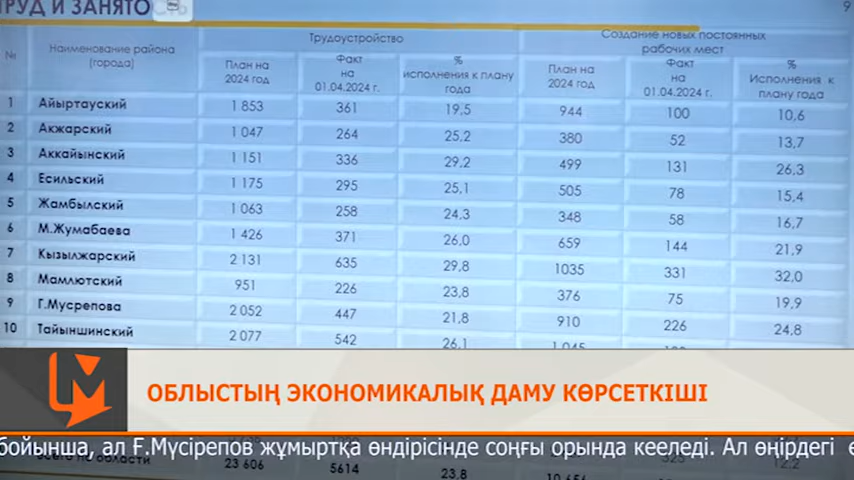 ТРУД И ЗАНЯТО
9
№ Наименование района (города) Трудоустройство Создание новых постоянных рабочих мест
План на 2024 год Факт на 01.04.2024 г. % исполнения к плану года План на 2024 год Факт на 01.04.2024 г. % Исполнения к плану года
1 Айыртауский 1 853 361 19,5 944 100 10,6
2 Акжарский 1 047 264 25,2 380 52 13,7
3 Аккайынский 1 151 336 29,2 499 131 26,3
4 Есильский 1 175 295 25,1 505 78 15,4
5 Жамбылский 1 063 258 24,3 348 58 16,7
6 М.Жумабаева 1 426 371 26,0 659 144 21,9
7 Кызылжарский 2 131 635 29,8 1035 331 32,0
8 Мамлютский 951 226 23,8 376 75 19,9
9 Г.Мусрепова 2 052 447 21,8 910 226 24,8
10 Тайыншинский 2 077 542 26,1
ОБЛЫСТЫҢ ЭКОНОМИКАЛЫҚ ДАМУ КӨРСЕТКІШІ
бойынша, ал Ғ.Мүсірепов жұмыртқа өндірісінде соңғы орында кееледі. Ал өңірдегі
области 23 606 5614 23,8